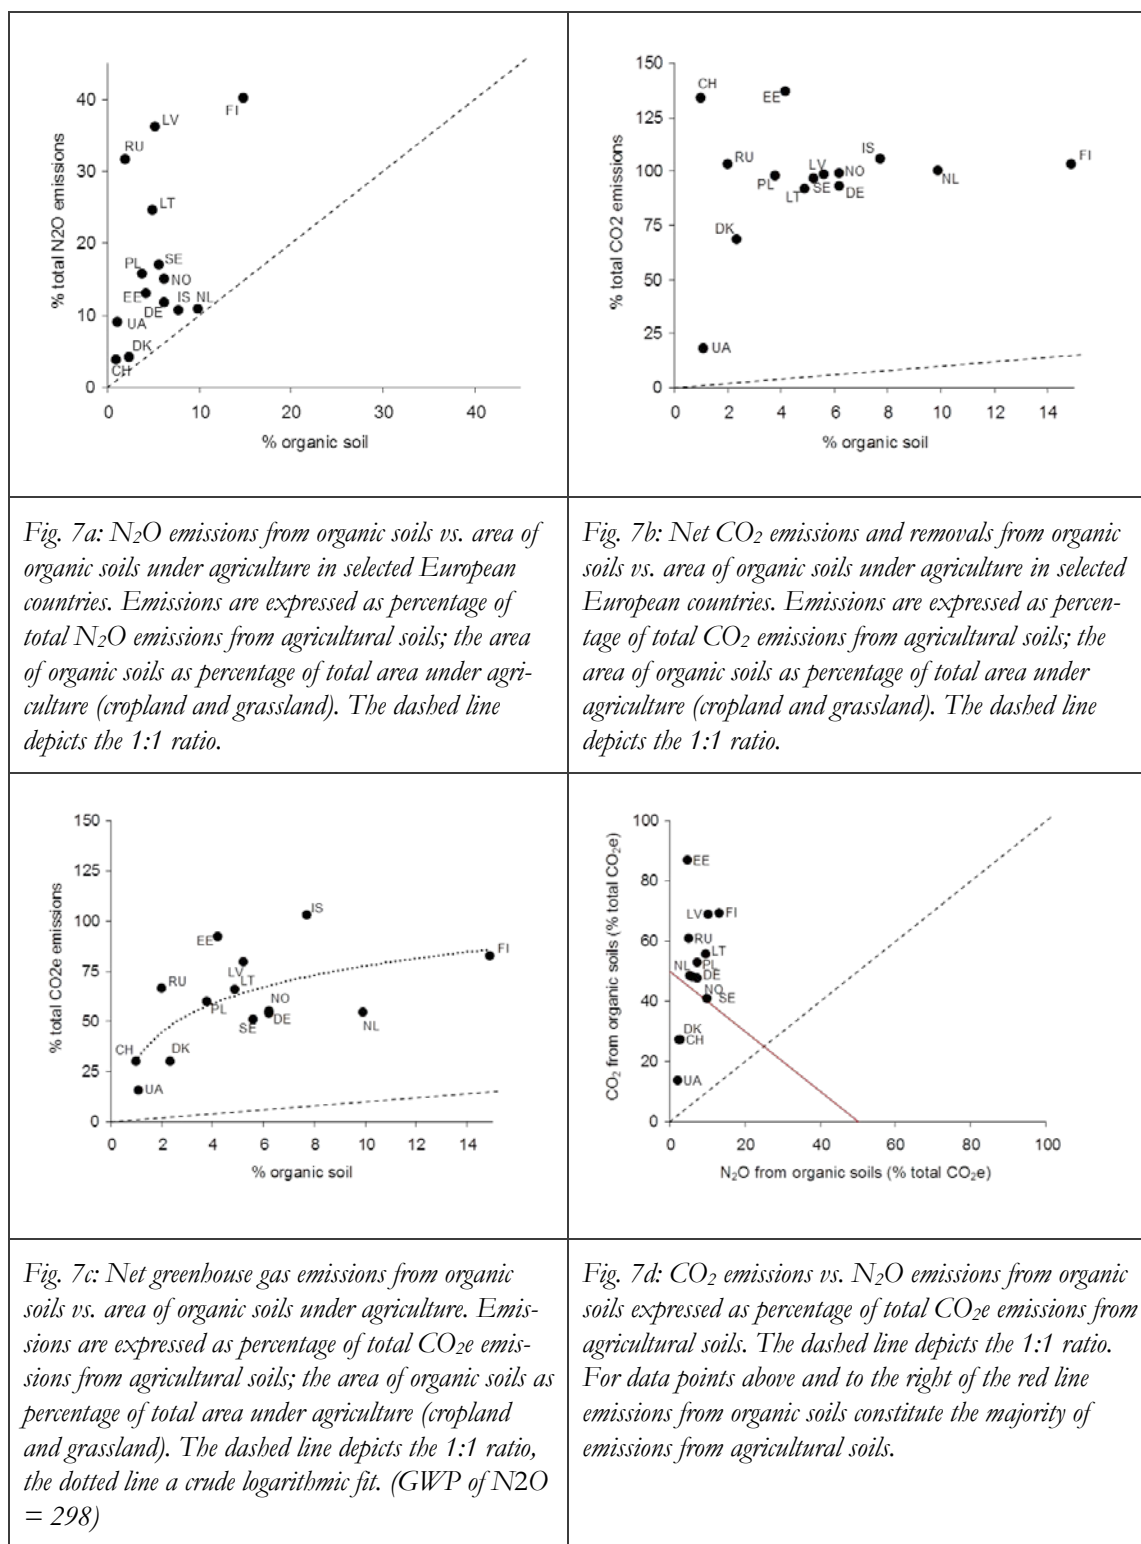 % total N2O emissions
40
30
20
10
0
FI
LV
RU
LT
PL
SE
NO
EE
DE
IS
NL
UA
DK
CH
0 10 20 30 40
% organic soil
% total CO2 emissions
150
125
100
75
50
25
0
CH
EE
RU
IS
FI
LV
NO
PL
SE
NL
LT
DE
DK
UA
0 2 4 6 8 10 12 14
% organic soil
Fig. 7a: N₂O emissions from organic soils vs. area of
organic soils under agriculture in selected European
countries. Emissions are expressed as percentage of
total N₂O emissions from agricultural soils; the area
of organic soils as percentage of total area under agri-
culture (cropland and grassland). The dashed line
depicts the 1:1 ratio.
Fig. 7b: Net CO₂ emissions and removals from organic
soils vs. area of organic soils under agriculture in selected
European countries. Emissions are expressed as percen-
tage of total CO₂ emissions from agricultural soils; the
area of organic soils as percentage of total area under
agriculture (cropland and grassland). The dashed line
depicts the 1:1 ratio.
% total CO2e emissions
150
125
100
75
50
25
0
IS
EE
FI
LV
RU
LT
PL
NO
SE
DE
NL
CH
DK
UA
0 2 4 6 8 10 12 14
% organic soil
CO₂ from organic soils (% total CO₂e)
100
80
60
40
20
0
EE
LV
FI
RU
LT
NL
PL
DE
NO
SE
DK
CH
UA
0 20 40 60 80 100
N₂O from organic soils (% total CO₂e)
Fig. 7c: Net greenhouse gas emissions from organic
soils vs. area of organic soils under agriculture. Emis-
sions are expressed as percentage of total CO₂e emis-
sions from agricultural soils; the area of organic soils as
percentage of total area under agriculture (cropland
and grassland). The dashed line depicts the 1:1 ratio,
the dotted line a crude logarithmic fit. (GWP of N2O
= 298)
Fig. 7d: CO₂ emissions vs. N₂O emissions from organic
soils expressed as percentage of total CO₂e emissions from
agricultural soils. The dashed line depicts the 1:1 ratio.
For data points above and to the right of the red line
emissions from organic soils constitute the majority of
emissions from agricultural soils.